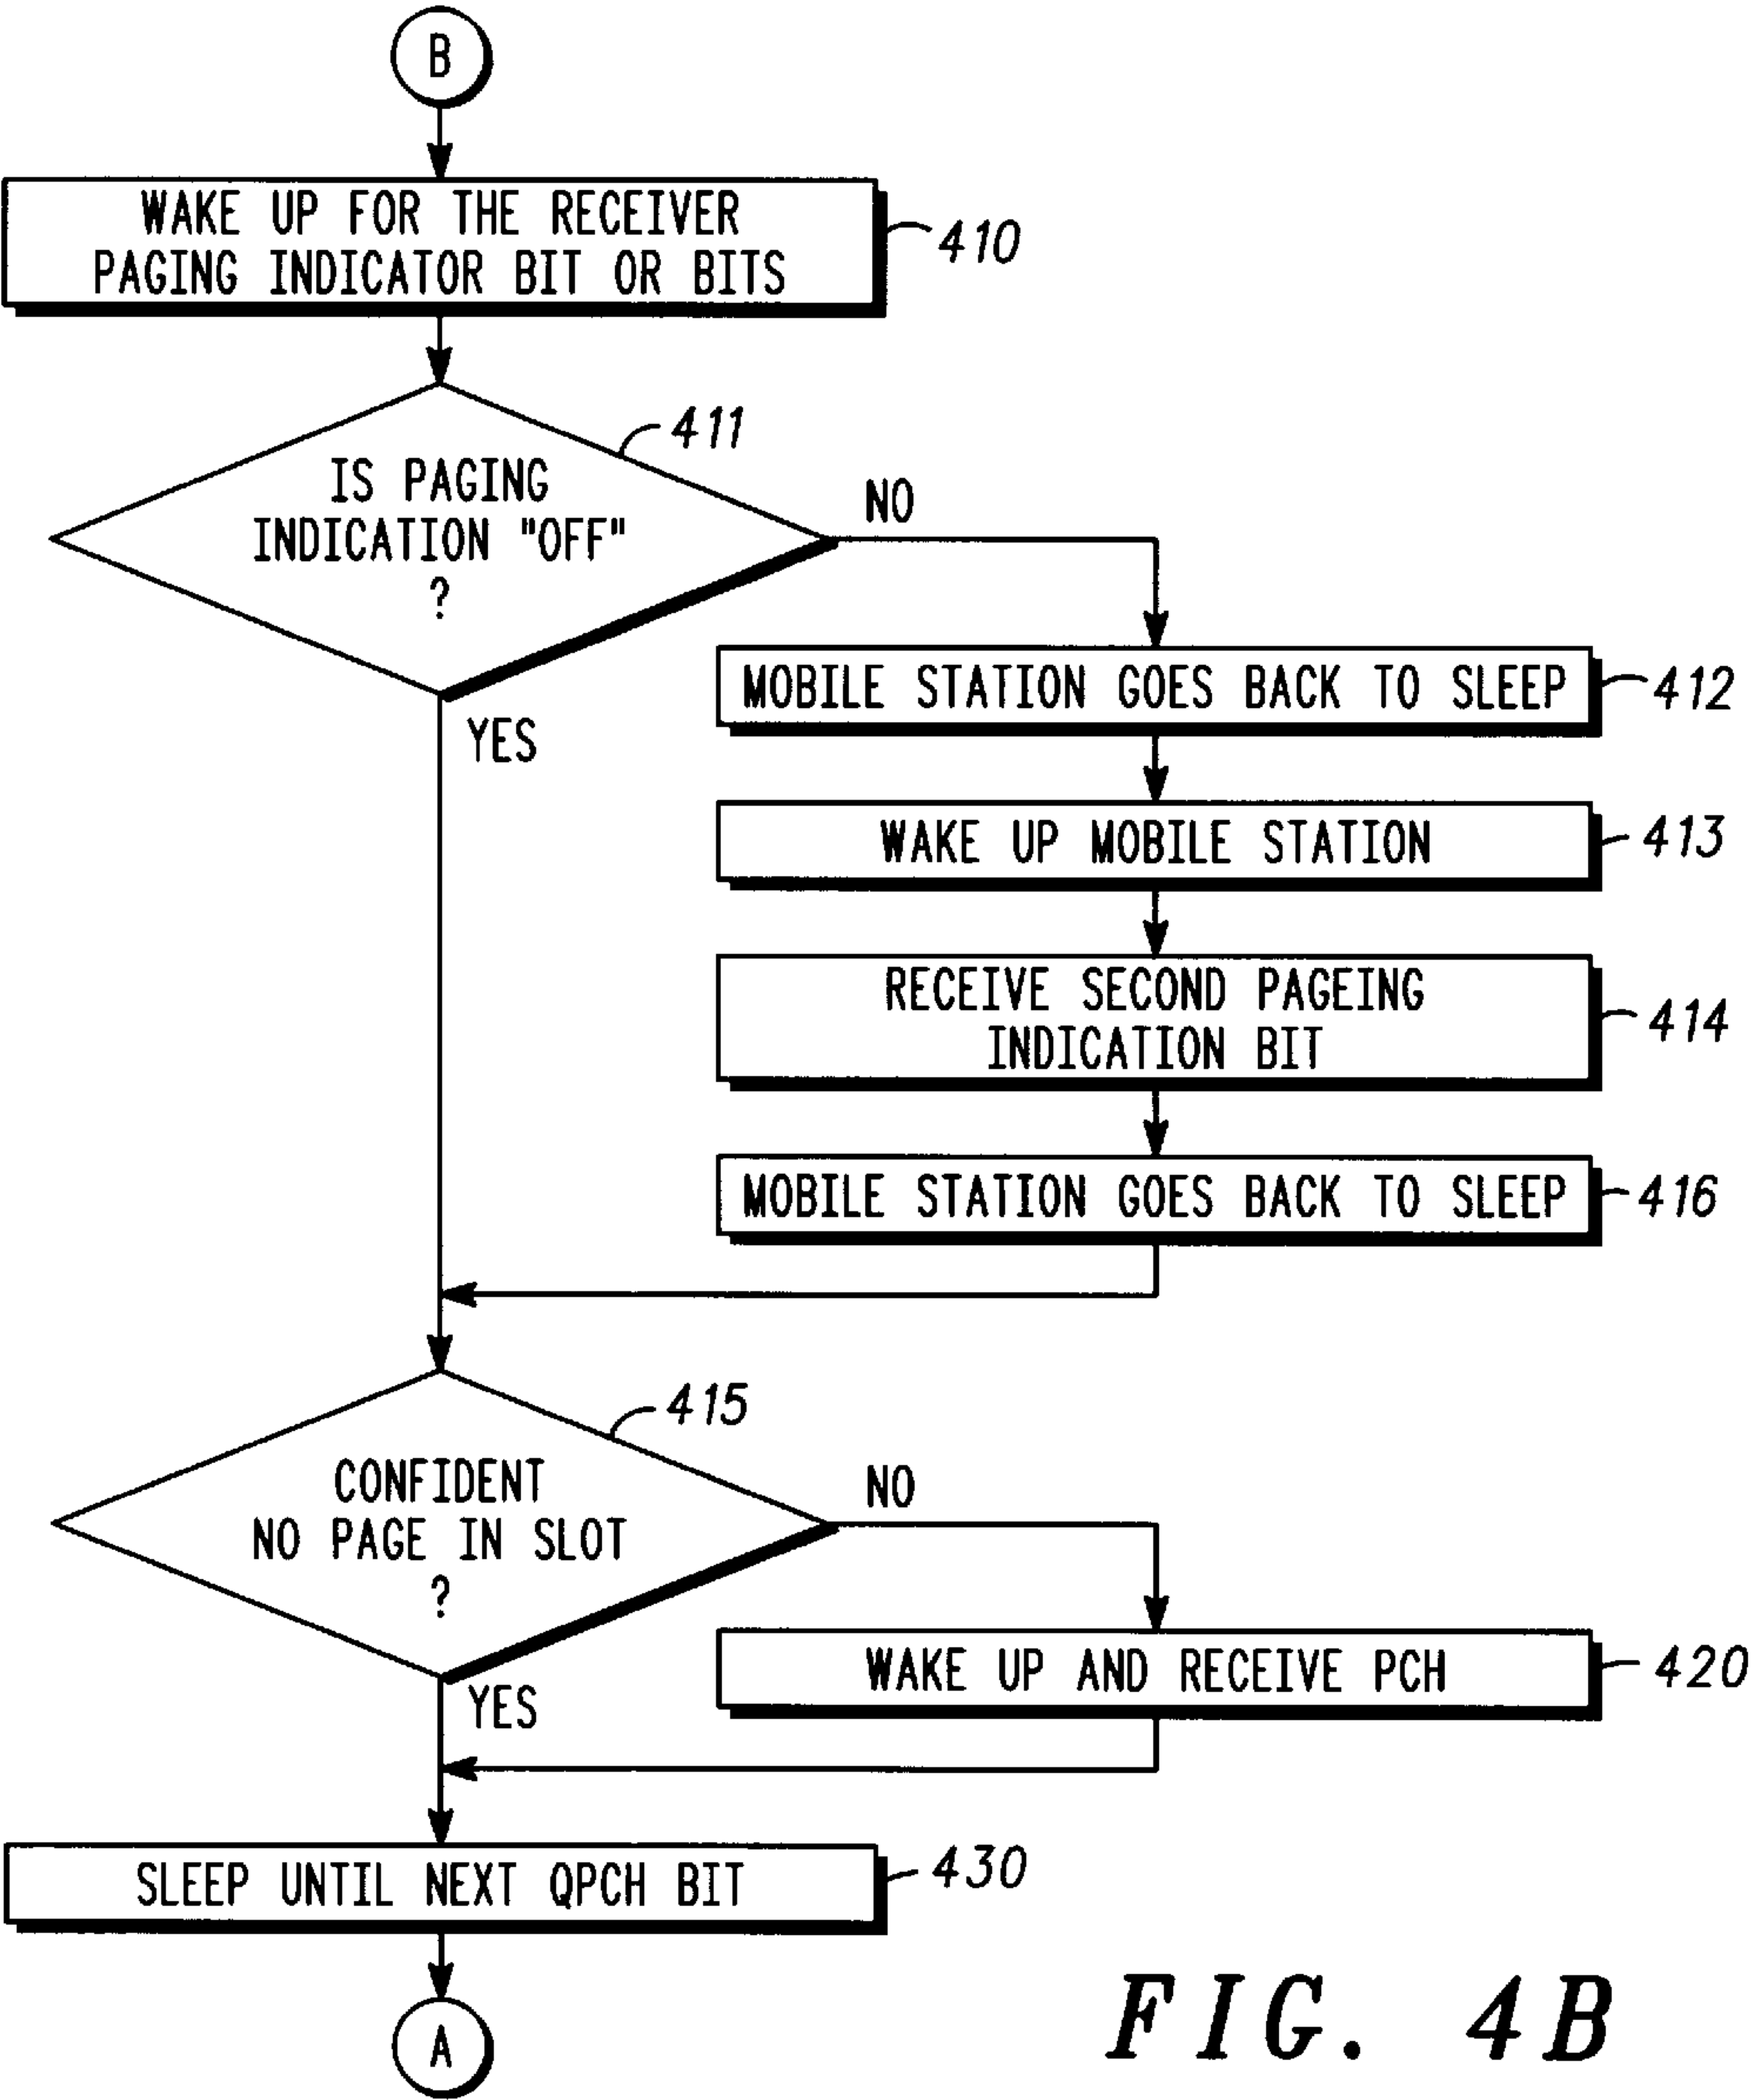 B
WAKE UP FOR THE RECEIVER
PAGING INDICATOR BIT OR BITS
410
411
IS PAGING
INDICATION "OFF"
?
NO
YES
MOBILE STATION GOES BACK TO SLEEP
412
WAKE UP MOBILE STATION
413
RECEIVE SECOND PAGEING
INDICATION BIT
414
MOBILE STATION GOES BACK TO SLEEP
416
415
CONFIDENT
NO PAGE IN SLOT
?
NO
YES
WAKE UP AND RECEIVE PCH
420
SLEEP UNTIL NEXT QPCH BIT
430
A
FIG. 4B